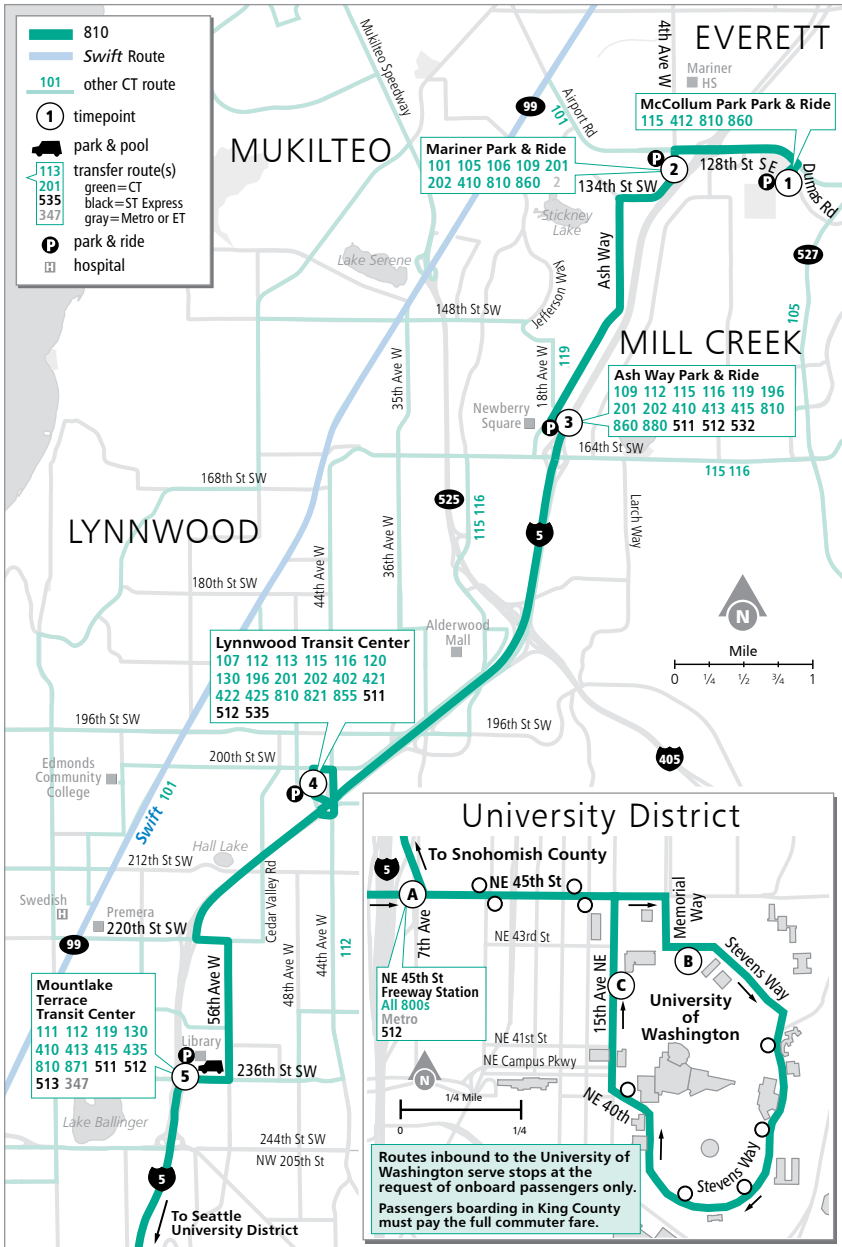 810
Swift Route
101
other CT route
1
timepoint
park & pool
113
201
535
347
transfer route(s)
green=CT
black=ST Express
gray=Metro or ET
P
park & ride
H
hospital
EVERETT
4th Ave W
Mariner
HS
Mukilteo Speedway
99
Airport Rd
101
McCollum Park Park & Ride
115 412 810 860
MUKILTEO
Mariner Park & Ride
101 105 106 109 201
202 410 810 860 2
P
2
128th St SE
P
1
Dumas Rd
134th St SW
Stickney
Lake
Lake Serene
Ash Way
527
Jefferson Way
148th St SW
105
MILL CREEK
119
18th Ave W
35th Ave W
Ash Way Park & Ride
109 112 115 116 119 196
201 202 410 413 415 810
860 880 511 512 532
Newberry
Square
P
3
164th St SW
115 116
168th St SW
525
115 116
Larch Way
LYNNWOOD
5
44th Ave W
36th Ave W
180th St SW
N
Alderwood
Mall
Mile
0 ¼ ½ ¾ 1
Lynnwood Transit Center
107 112 113 115 116 120
130 196 201 202 402 421
422 425 810 821 855 511
512 535
196th St SW
196th St SW
200th St SW
405
Edmonds
Community
College
4
P
Swift 101
Hall Lake
212th St SW
Cedar Valley Rd
Swedish
H
Premera
220th St SW
99
56th Ave W
48th Ave W
44th Ave W
112
Mountlake
Terrace
Transit Center
111 112 119 130
410 413 415 435
810 871 511 512
513 347
Library
P
5
236th St SW
Lake Ballinger
244th St SW
NW 205th St
5
To Seattle
University District
University District
To Snohomish County
5
A
NE 45th St
7th Ave
Memorial
Way
NE 43rd St
B
Stevens Way
NE 45th St
Freeway Station
All 800s
Metro
512
15th Ave NE
C
University
of
Washington
NE 41st St
NE Campus Pkwy
N
NE 40th
1/4 Mile
0 1/4
Stevens Way
Routes inbound to the University of
Washington serve stops at the
request of onboard passengers only.
Passengers boarding in King County
must pay the full commuter fare.